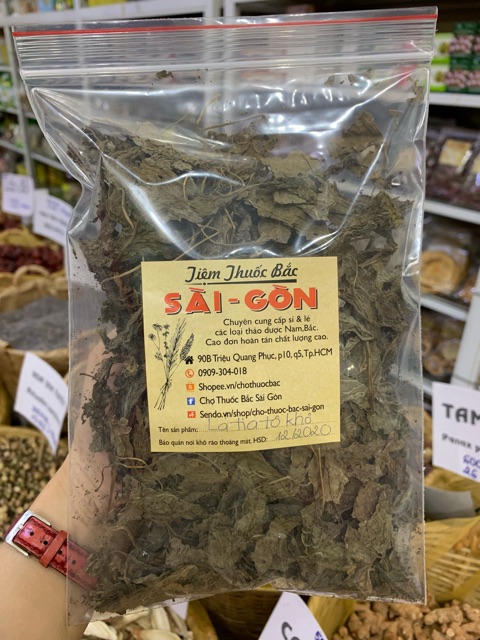 Tiệm Thuốc Bắc
SÀI-GÒN
Chuyên cung cấp sỉ & lẻ
các loại thảo dược Nam,Bắc.
Cao đơn hoàn tán chất lượng cao.
90B Triệu Quang Phục, p10, q5,Tp.HCM
0909-304-018
Shopee.vn/chothuocbac
Chợ Thuốc Bắc Sài Gòn
Sendo.vn/shop/cho-thuoc-bac-sai-gon
Tên sản phẩm: Lá tía tô khô
Bảo quản nơi khô ráo thoáng mát. HSD: 12/2020
TAM
Panax